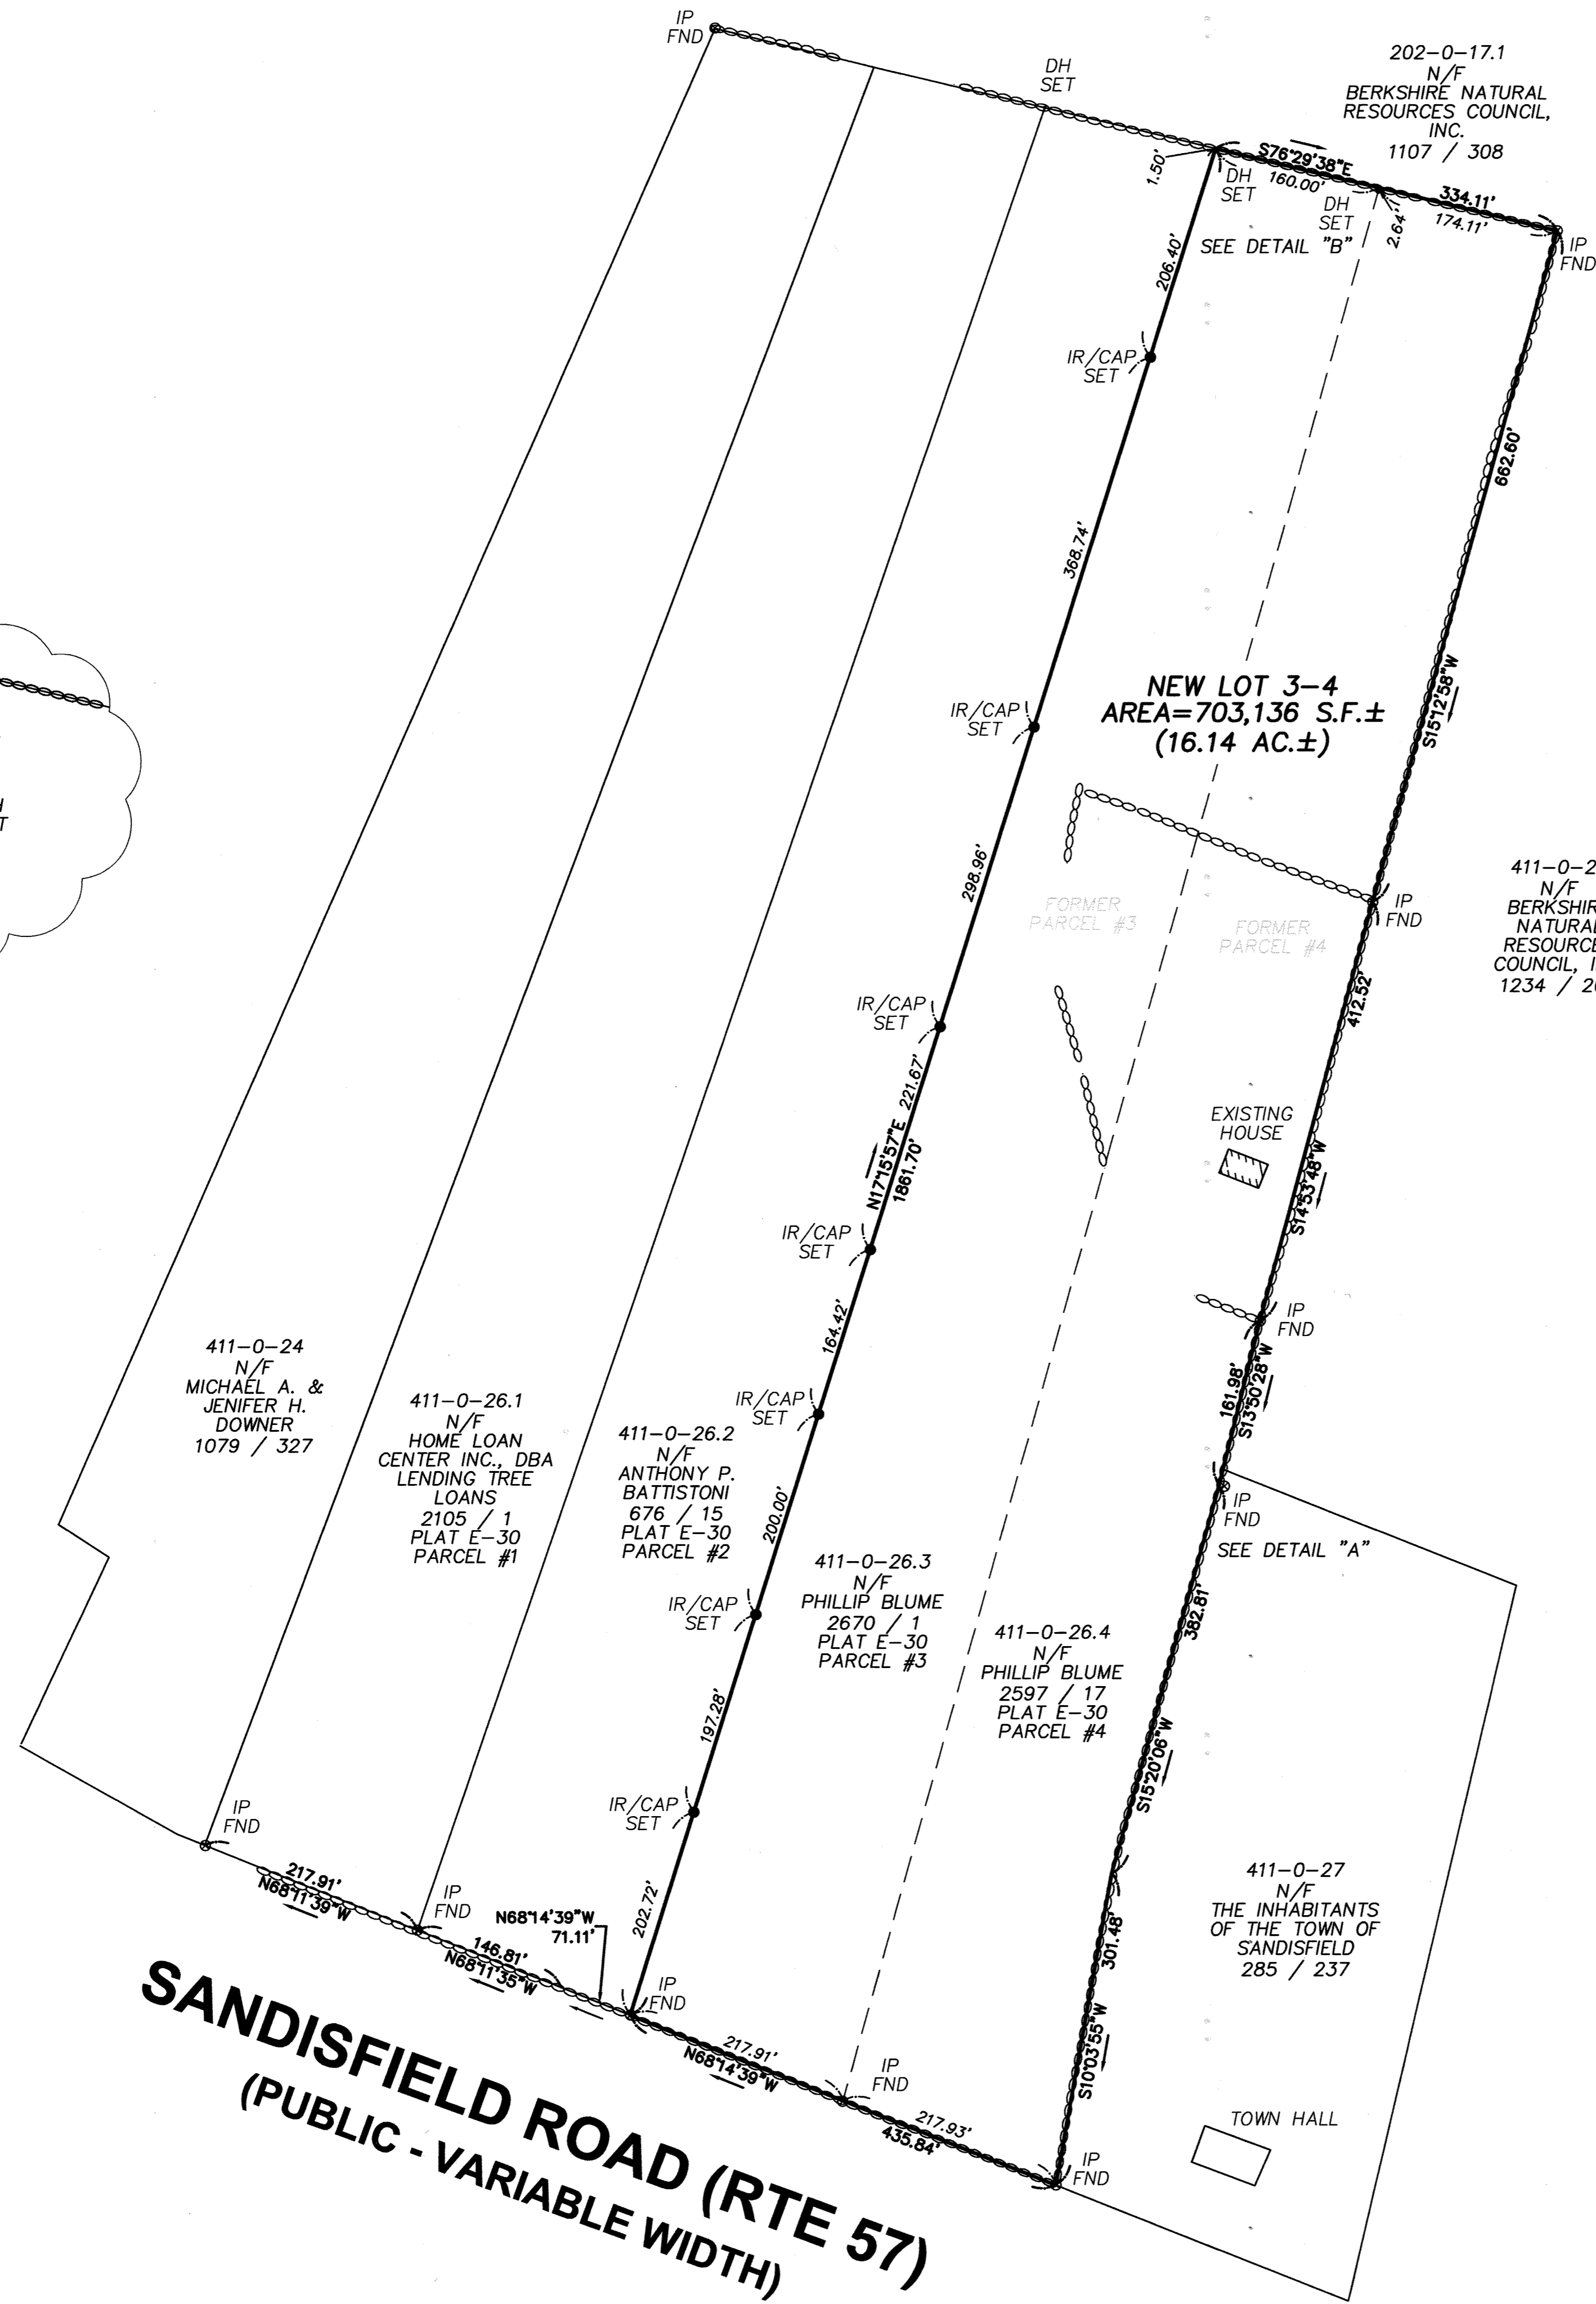 IP
FND
DH
SET
202-0-17.1
N/F
BERKSHIRE NATURAL
RESOURCES COUNCIL,
INC.
1107 / 308
1.50'
S76°29'38"E
160.00'
DH
SET
DH
SET
334.11'
174.11'
2.64'
IP
FND
SEE DETAIL "B"
206.40'
IR/CAP
SET
662.60'
368.74'
S15°12'58"W
NEW LOT 3-4
AREA=703,136 S.F.±
(16.14 AC.±)
IR/CAP
SET
298.96'
FORMER
PARCEL #3
FORMER
PARCEL #4
IP
FND
411-0-2
N/F
BERKSHIR
NATURAL
RESOURCE
COUNCIL, I
1234 / 2
412.52'
IR/CAP
SET
221.67'
N17°15'57"E
1861.70'
EXISTING
HOUSE
S14°53'48"W
IR/CAP
SET
164.42'
IP
FND
161.98'
S13°50'28"W
IR/CAP
SET
411-0-24
N/F
MICHAEL A. &
JENIFER H.
DOWNER
1079 / 327
411-0-26.1
N/F
HOME LOAN
CENTER INC., DBA
LENDING TREE
LOANS
2105 / 1
PLAT E-30
PARCEL #1
411-0-26.2
N/F
ANTHONY P.
BATTISTONI
676 / 15
PLAT E-30
PARCEL #2
200.00'
IP
FND
SEE DETAIL "A"
411-0-26.3
N/F
PHILLIP BLUME
2670 / 1
PLAT E-30
PARCEL #3
IR/CAP
SET
382.81'
411-0-26.4
N/F
PHILLIP BLUME
2597 / 17
PLAT E-30
PARCEL #4
197.28'
S15°20'06"W
IR/CAP
SET
IP
FND
217.91'
N68°11'39"W
IP
FND
N68°14'39"W
71.11'
202.72'
146.81'
N68°11'35"W
IP
FND
301.48'
411-0-27
N/F
THE INHABITANTS
OF THE TOWN OF
SANDISFIELD
285 / 237
S10°03'55"W
217.91'
N68°14'39"W
IP
FND
217.93'
435.84'
TOWN HALL
IP
FND
SANDISFIELD ROAD (RTE 57)
(PUBLIC - VARIABLE WIDTH)